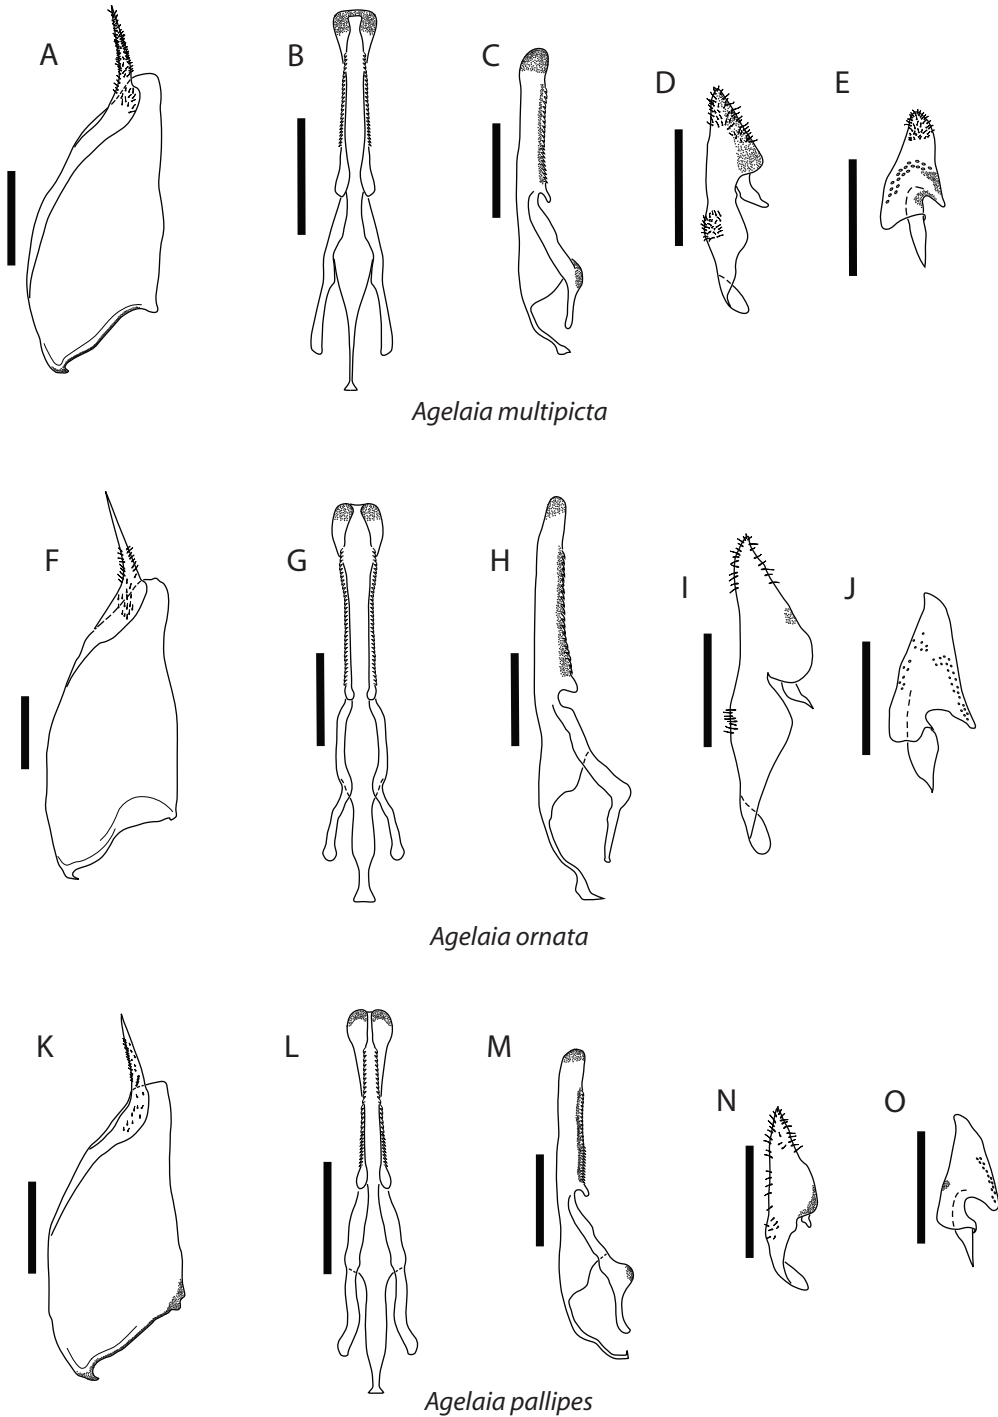 A B C D E
Agelaia multipicta
F G H I J
Agelaia ornata
K L M N O
Agelaia pallipes